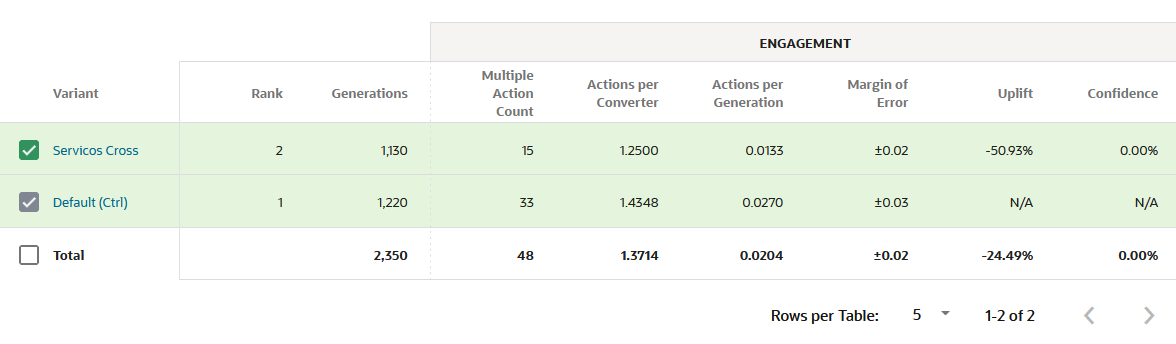 ENGAGEMENT
Variant Rank Generations Multiple Action Count Actions per Converter Actions per Generation Margin of Error Uplift Confidence
Servicos Cross 2 1,130 15 1.2500 0.0133 ±0.02 -50.93% 0.00%
Default (Ctrl) 1 1,220 33 1.4348 0.0270 ±0.03 N/A N/A
Total 2,350 48 1.3714 0.0204 ±0.02 -24.49% 0.00%
Rows per Table: 5 1-2 of 2